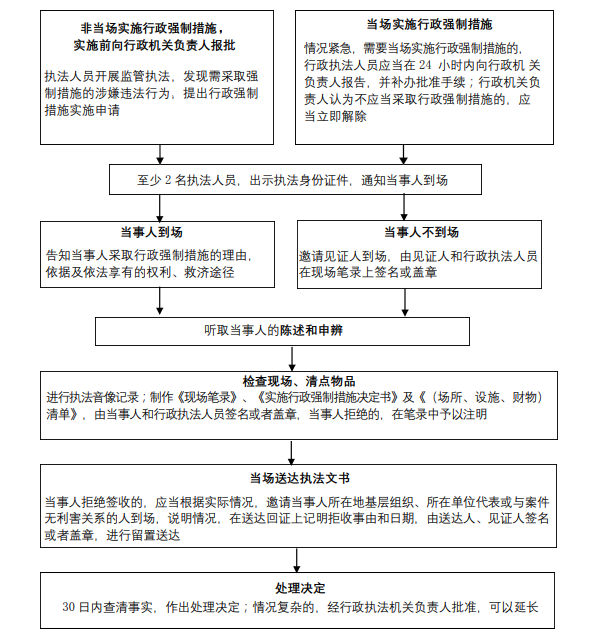 非当场实施行政强制措施，
实施前向行政机关负责人报批
执法人员开展监管执法，发现需采取强
制措施的涉嫌违法行为，提出行政强制
措施实施申请
当场实施行政强制措施
情况紧急，需要当场实施行政强制措施的，
行政执法人员应当在 24 小时内向行政机 关
负责人报告，并补办批准手续；行政机关负
责人认为不应当采取行政强制措施的，应
当立即解除
至少 2 名执法人员，出示执法身份证件，通知当事人到场
当事人到场
告知当事人采取行政强制措施的理由，
依据及依法享有的权利、救济途径
当事人不到场
邀请见证人到场，由见证人和行政执法人员
在现场笔录上签名或盖章
听取当事人的陈述和申辨
检查现场、清点物品
进行执法音像记录；制作《现场笔录》、《实施行政强制措施决定书》及《（场所、设施、财物）
清单》，由当事人和行政执法人员签名或者盖章，当事人拒绝的，在笔录中予以注明
当场送达执法文书
当事人拒绝签收的，应当根据实际情况，邀请当事人所在地基层组织、所在单位代表或与案件
无利害关系的人到场，说明情况，在送达回证上记明拒收事由和日期，由送达人、见证人签名
或者盖章，进行留置送达
处理决定
30 日内查清事实，作出处理决定；情况复杂的，经行政执法机关负责人批准，可以延长